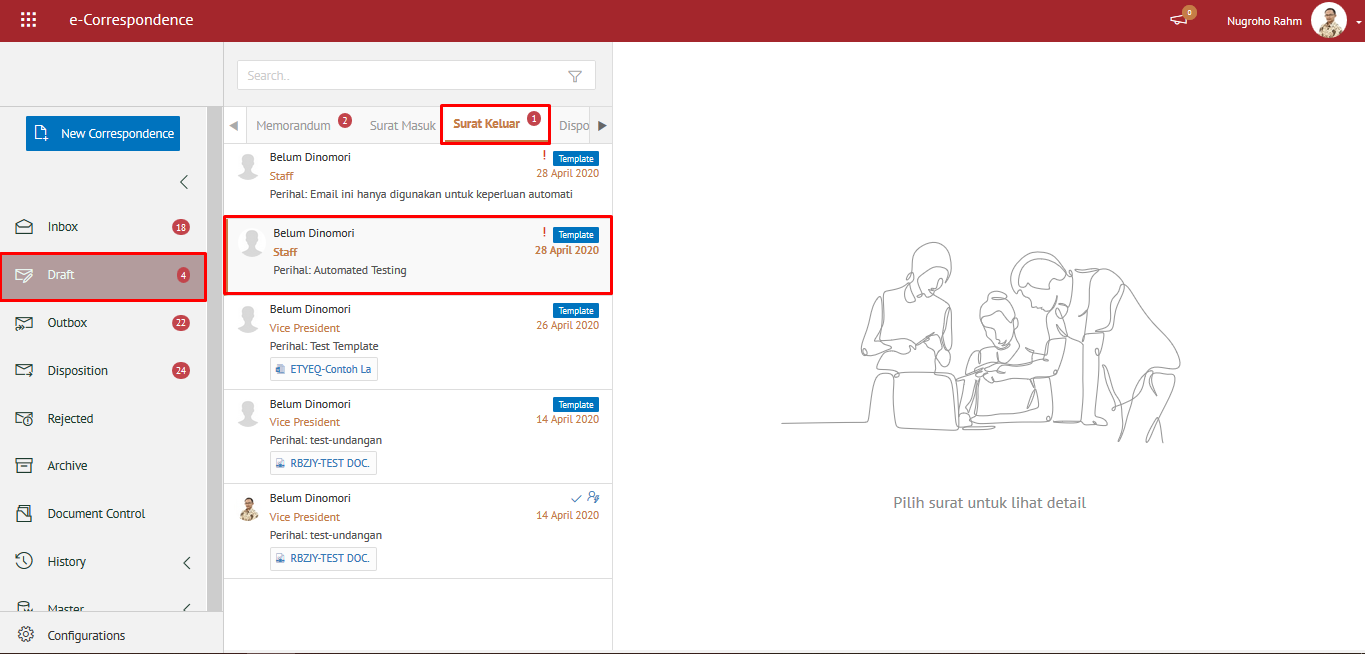 e-Correspondence
0
Nugroho Rahm
Search..
New Correspondence
Memorandum 2
Surat Masuk
Surat Keluar 1
Dispo
Inbox 18
Draft 4
Outbox 22
Disposition 24
Rejected
Archive
Document Control
History
Master
Configurations
Belum Dinomori ! Template
Staff 28 April 2020
Perihal: Email ini hanya digunakan untuk keperluan automati
Belum Dinomori ! Template
Staff 28 April 2020
Perihal: Automated Testing
Belum Dinomori Template
Vice President 26 April 2020
Perihal: Test Template
ETYEQ-Contoh La
Belum Dinomori Template
Vice President 14 April 2020
Perihal: test-undangan
RBZJY-TEST DOC.
Belum Dinomori
Vice President 14 April 2020
Perihal: test-undangan
RBZJY-TEST DOC.
Pilih surat untuk lihat detail